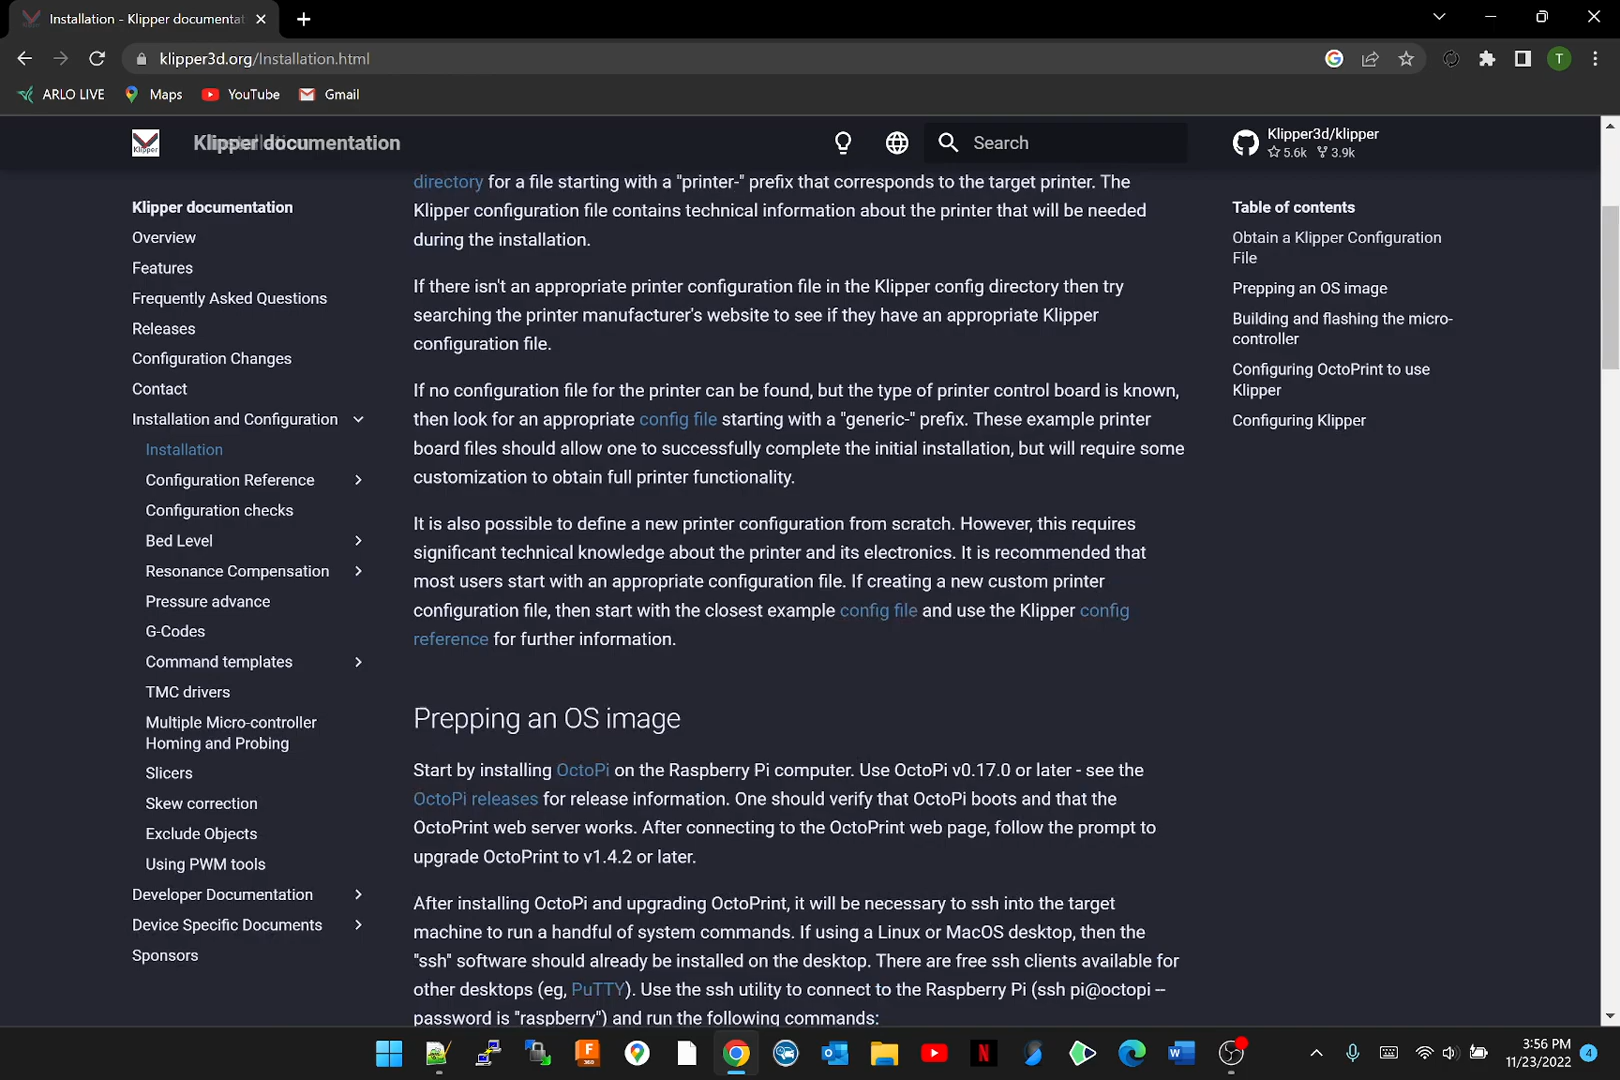 Installation - Klipper documentat
klipper3d.org/Installation.html
T
ARLO LIVE
Maps
YouTube
Gmail
Klipper
Klipper documentation
Search
Klipper3d/klipper
5.6k 3.9k
Klipper documentation
Overview
Features
Frequently Asked Questions
Releases
Configuration Changes
Contact
Installation and Configuration
Installation
Configuration Reference
Configuration checks
Bed Level
Resonance Compensation
Pressure advance
G-Codes
Command templates
TMC drivers
Multiple Micro-controller
Homing and Probing
Slicers
Skew correction
Exclude Objects
Using PWM tools
Developer Documentation
Device Specific Documents
Sponsors
directory for a file starting with a "printer-" prefix that corresponds to the target printer. The
Klipper configuration file contains technical information about the printer that will be needed
during the installation.
If there isn't an appropriate printer configuration file in the Klipper config directory then try
searching the printer manufacturer's website to see if they have an appropriate Klipper
configuration file.
If no configuration file for the printer can be found, but the type of printer control board is known,
then look for an appropriate config file starting with a "generic-" prefix. These example printer
board files should allow one to successfully complete the initial installation, but will require some
customization to obtain full printer functionality.
It is also possible to define a new printer configuration from scratch. However, this requires
significant technical knowledge about the printer and its electronics. It is recommended that
most users start with an appropriate configuration file. If creating a new custom printer
configuration file, then start with the closest example config file and use the Klipper config
reference for further information.
Prepping an OS image
Start by installing OctoPi on the Raspberry Pi computer. Use OctoPi v0.17.0 or later - see the
OctoPi releases for release information. One should verify that OctoPi boots and that the
OctoPrint web server works. After connecting to the OctoPrint web page, follow the prompt to
upgrade OctoPrint to v1.4.2 or later.
After installing OctoPi and upgrading OctoPrint, it will be necessary to ssh into the target
machine to run a handful of system commands. If using a Linux or MacOS desktop, then the
"ssh" software should already be installed on the desktop. There are free ssh clients available for
other desktops (eg, PuTTY). Use the ssh utility to connect to the Raspberry Pi (ssh pi@octopi --
password is "raspberry") and run the following commands:
Table of contents
Obtain a Klipper Configuration
File
Prepping an OS image
Building and flashing the micro-
controller
Configuring OctoPrint to use
Klipper
Configuring Klipper
3:56 PM
11/23/2022
4